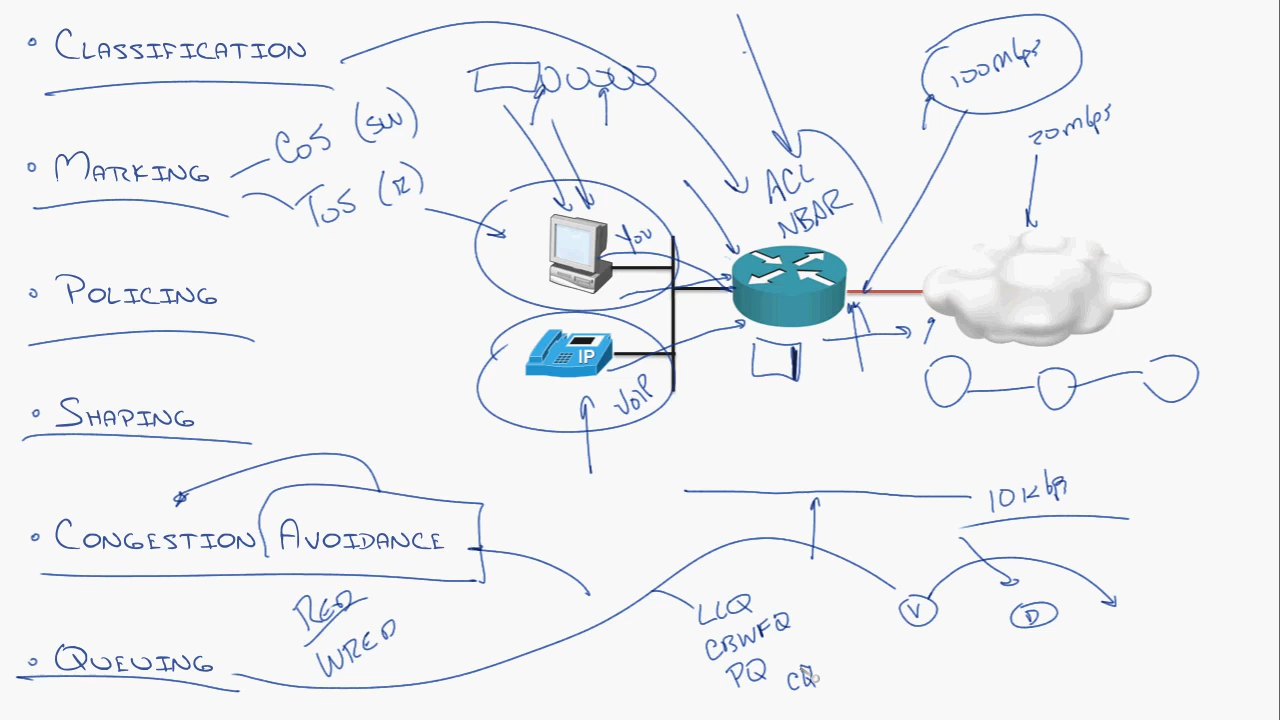 • CLASSIFICATION
• MARKING
CoS (SW)
ToS (R)
• POLICING
• SHAPING
• CONGESTION AVOIDANCE
RED
WRED
• QUEUING
ACL
NBAR
100Mbps
20Mbps
You
IP
VOIP
10Kbps
V
D
LLQ
CBWFQ
PQ CQ